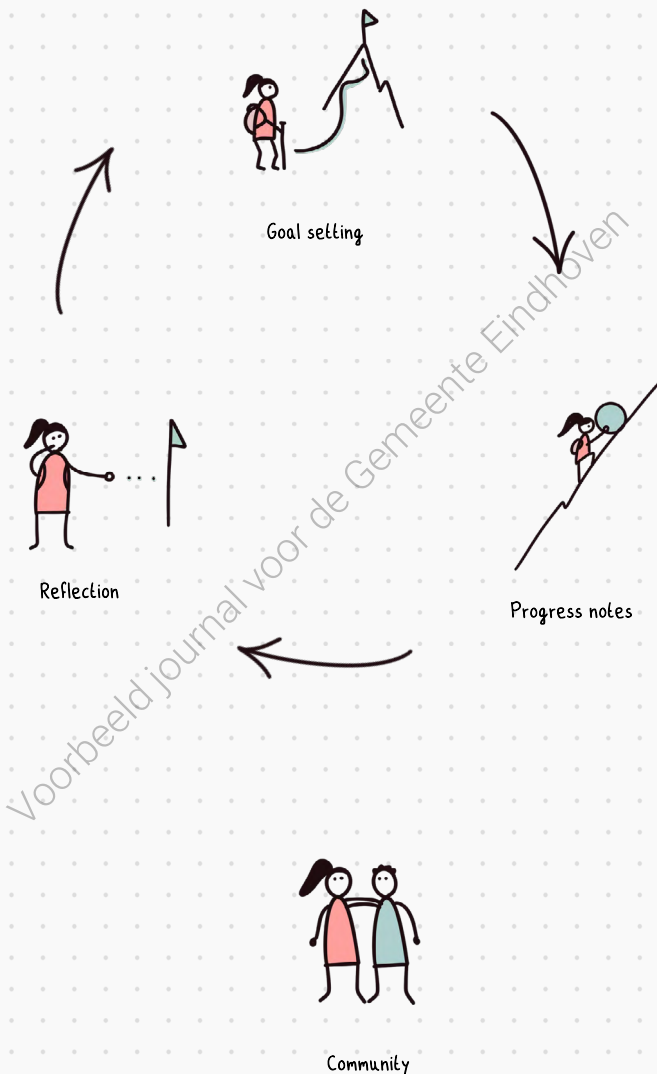 Goal setting
Voorbeeld journal voor de Gemeente Eindhoven
Reflection
Progress notes
Community